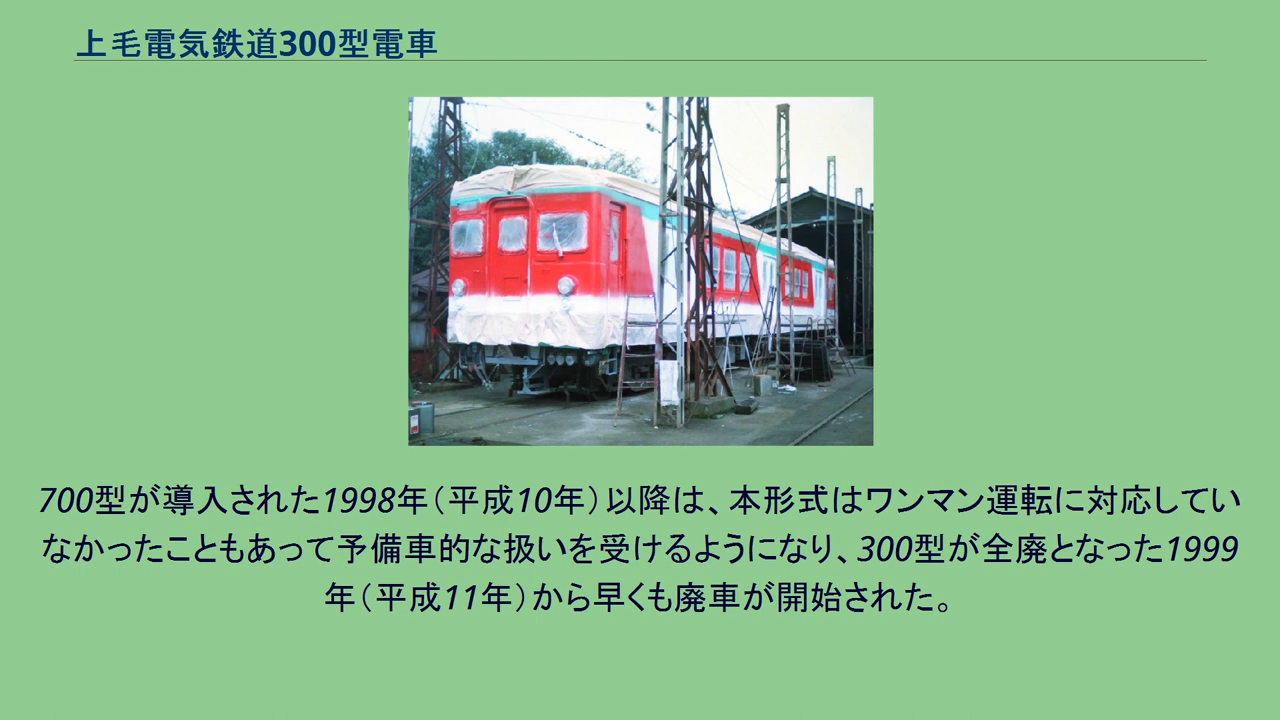 上毛電気鉄道300型電車
700型が導入された1998年（平成10年）以降は、本形式はワンマン運転に対応してい
なかったこともあって予備車的な扱いを受けるようになり、300型が全廃となった1999
年（平成11年）から早くも廃車が開始された。